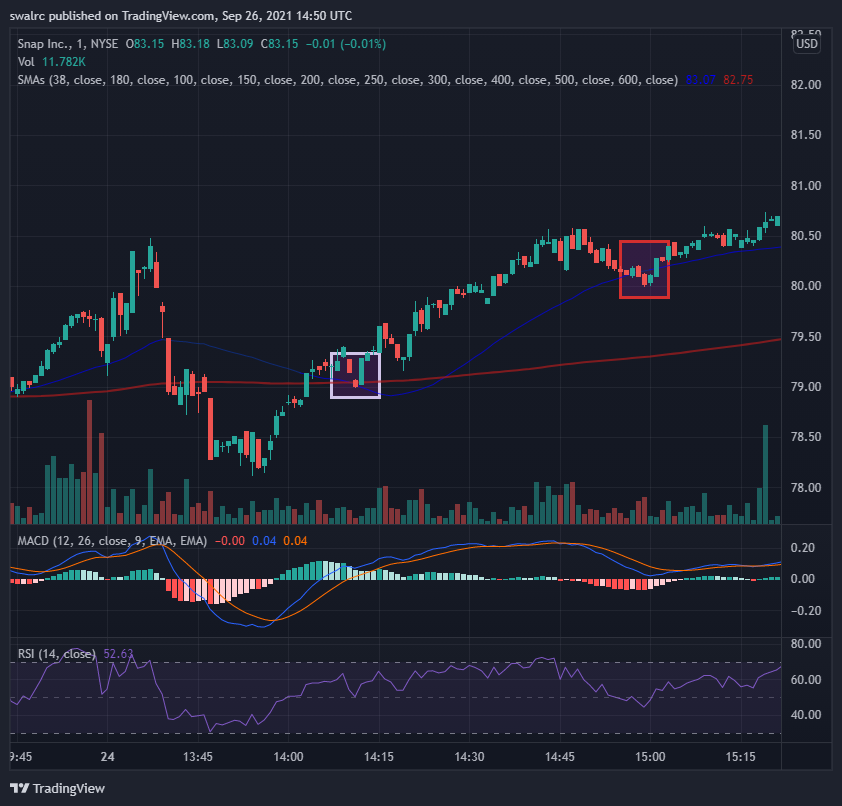 swalrc published on TradingView.com, Sep 26, 2021 14:50 UTC
Snap Inc., 1, NYSE O83.15 H83.18 L83.09 C83.15 −0.01 (−0.01%)
Vol 11.782K
SMAs (38, close, 180, close, 100, close, 150, close, 200, close, 250, close, 300, close, 400, close, 500, close, 600, close) 82.75
82.50
USD
82.00
81.50
81.00
80.50
80.00
79.50
79.00
78.50
78.00
MACD (12, 26, close, 9, EMA, EMA) −0.00 0.04 0.04
0.20
0.00
−0.20
RSI (14, close) 52.63
80.00
60.00
40.00
9:45 24 13:45 14:00 14:15 14:30 14:45 15:00 15:15
TradingView